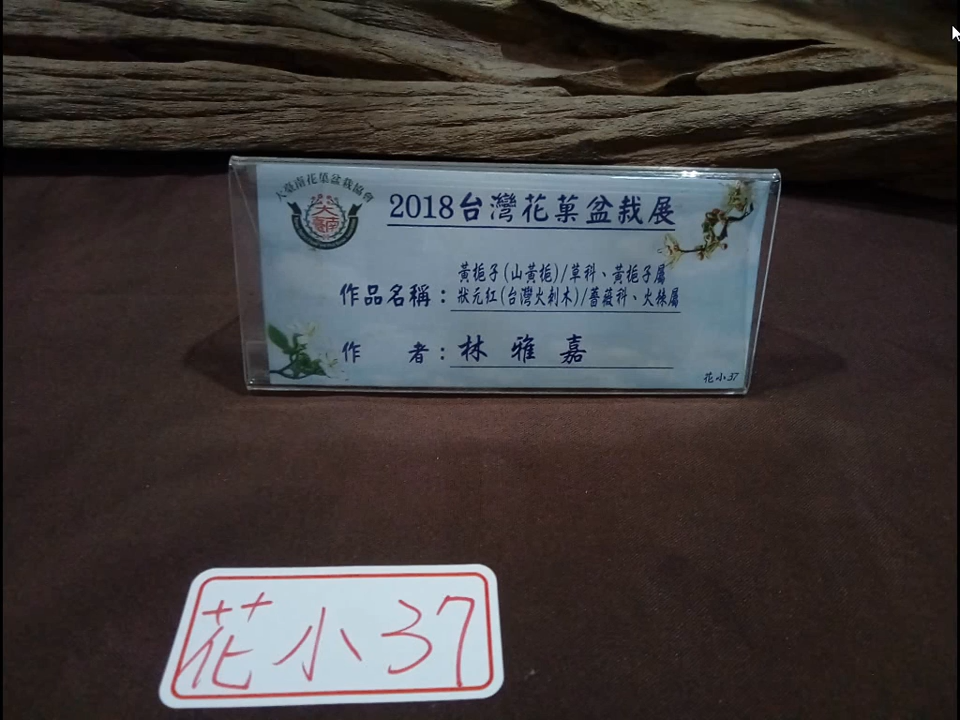 大臺南花菓盆栽協會
2018台灣花菓盆栽展
黃梔子(山黃梔)/草科、黃梔子屬
作品名稱：狀元紅(台灣火刺木)/薔薇科、火棘屬
作 者：林雅嘉
花小37
花小37